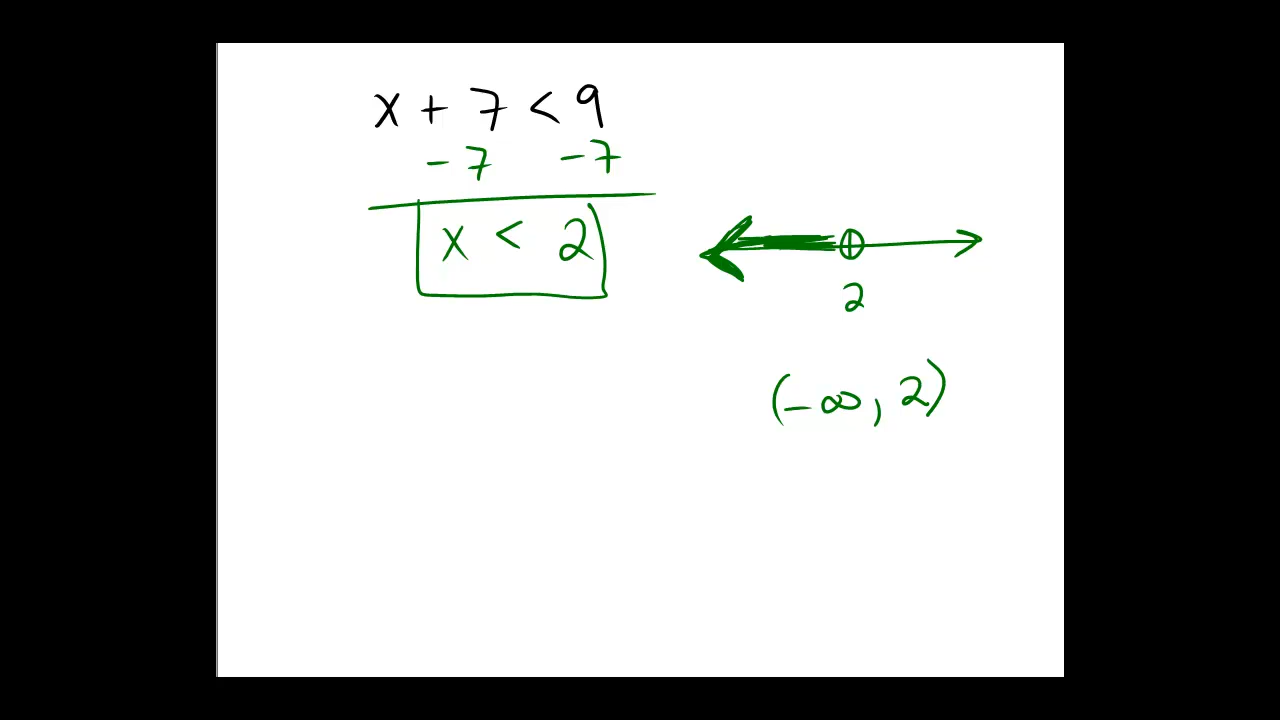 x + 7 < 9
- 7 - 7
x < 2
2
(-∞, 2)